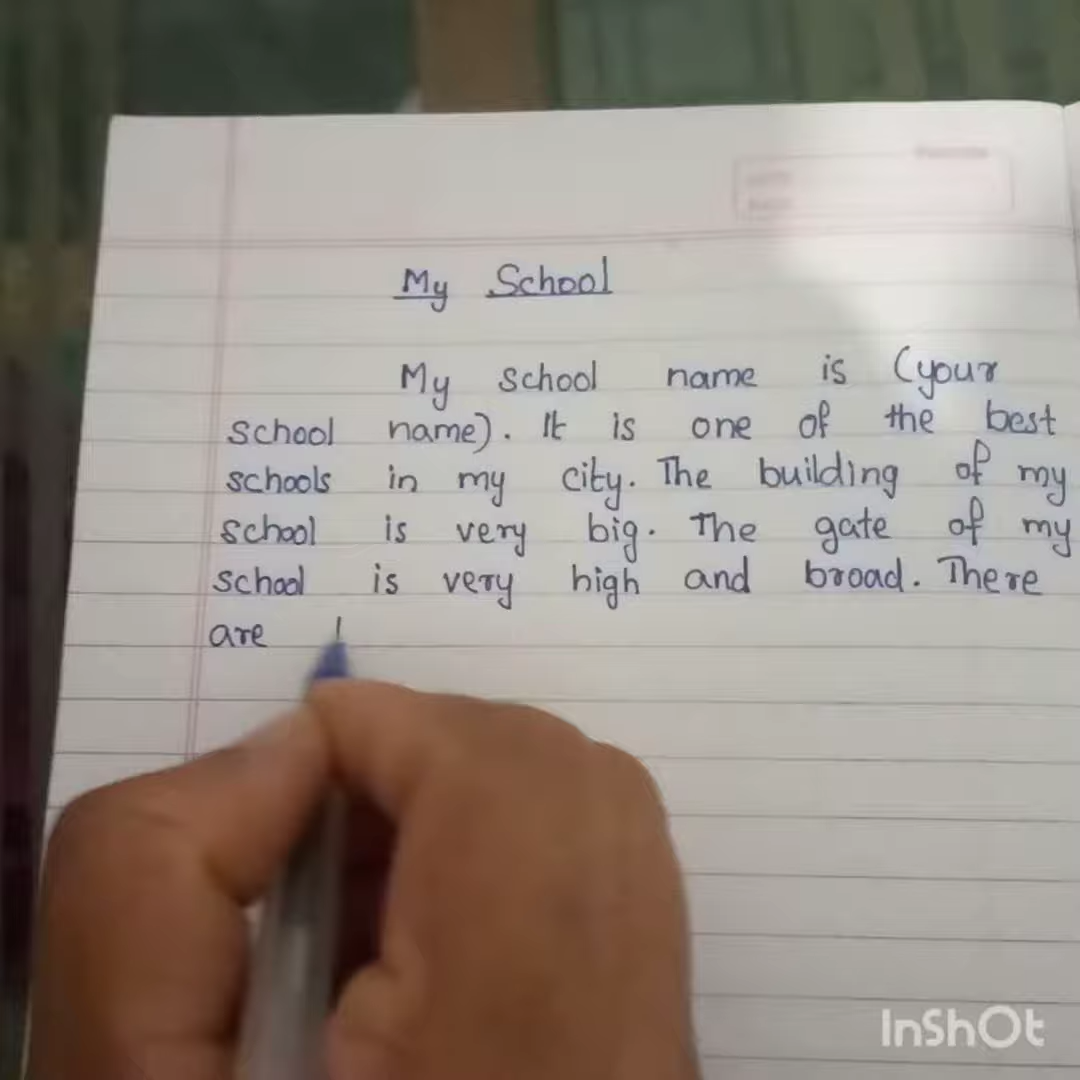 My School
My school name is (your
school name). It is one of the best
schools in my city. The building of my
school is very big. The gate of my
school is very high and broad. There
are
InShOt